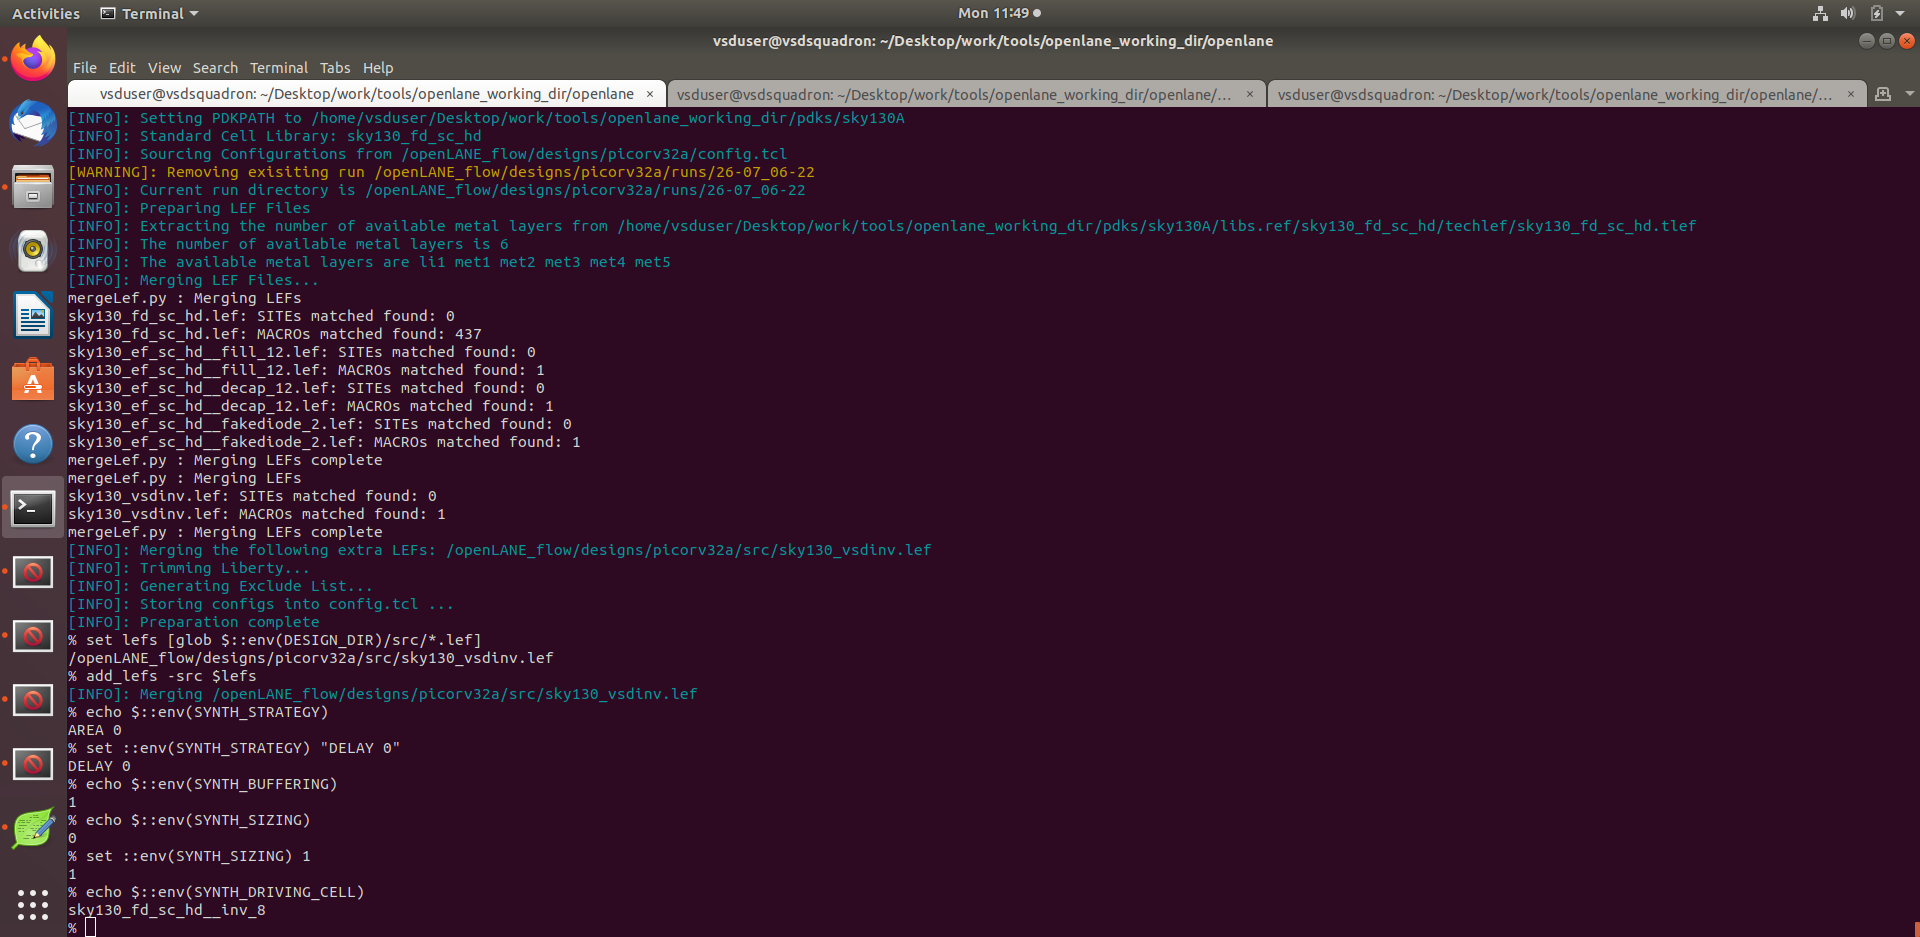 Activities Terminal Mon 11:49
vsduser@vsdsquadron: ~/Desktop/work/tools/openlane_working_dir/openlane
File Edit View Search Terminal Tabs Help
vsduser@vsdsquadron: ~/Desktop/work/tools/openlane_working_dir/openlane × vsduser@vsdsquadron: ~/Desktop/work/tools/openlane_working_dir/openlane/... × vsduser@vsdsquadron: ~/Desktop/work/tools/openlane_working_dir/openlane/... ×
[INFO]: Setting PDKPATH to /home/vsduser/Desktop/work/tools/openlane_working_dir/pdks/sky130A
[INFO]: Standard Cell Library: sky130_fd_sc_hd
[INFO]: Sourcing Configurations from /openLANE_flow/designs/picorv32a/config.tcl
[WARNING]: Removing exisiting run /openLANE_flow/designs/picorv32a/runs/26-07_06-22
[INFO]: Current run directory is /openLANE_flow/designs/picorv32a/runs/26-07_06-22
[INFO]: Preparing LEF Files
[INFO]: Extracting the number of available metal layers from /home/vsduser/Desktop/work/tools/openlane_working_dir/pdks/sky130A/libs.ref/sky130_fd_sc_hd/techlef/sky130_fd_sc_hd.tlef
[INFO]: The number of available metal layers is 6
[INFO]: The available metal layers are li1 met1 met2 met3 met4 met5
[INFO]: Merging LEF Files...
mergeLef.py : Merging LEFs
sky130_fd_sc_hd.lef: SITEs matched found: 0
sky130_fd_sc_hd.lef: MACROs matched found: 437
sky130_ef_sc_hd__fill_12.lef: SITEs matched found: 0
sky130_ef_sc_hd__fill_12.lef: MACROs matched found: 1
sky130_ef_sc_hd__decap_12.lef: SITEs matched found: 0
sky130_ef_sc_hd__decap_12.lef: MACROs matched found: 1
sky130_ef_sc_hd__fakediode_2.lef: SITEs matched found: 0
sky130_ef_sc_hd__fakediode_2.lef: MACROs matched found: 1
mergeLef.py : Merging LEFs complete
mergeLef.py : Merging LEFs
sky130_vsdinv.lef: SITEs matched found: 0
sky130_vsdinv.lef: MACROs matched found: 1
mergeLef.py : Merging LEFs complete
[INFO]: Merging the following extra LEFs: /openLANE_flow/designs/picorv32a/src/sky130_vsdinv.lef
[INFO]: Trimming Liberty...
[INFO]: Generating Exclude List...
[INFO]: Storing configs into config.tcl ...
[INFO]: Preparation complete
% set lefs [glob $::env(DESIGN_DIR)/src/*.lef]
/openLANE_flow/designs/picorv32a/src/sky130_vsdinv.lef
% add_lefs -src $lefs
[INFO]: Merging /openLANE_flow/designs/picorv32a/src/sky130_vsdinv.lef
% echo $::env(SYNTH_STRATEGY)
AREA 0
% set ::env(SYNTH_STRATEGY) "DELAY 0"
DELAY 0
% echo $::env(SYNTH_BUFFERING)
1
% echo $::env(SYNTH_SIZING)
0
% set ::env(SYNTH_SIZING) 1
1
% echo $::env(SYNTH_DRIVING_CELL)
sky130_fd_sc_hd__inv_8
%